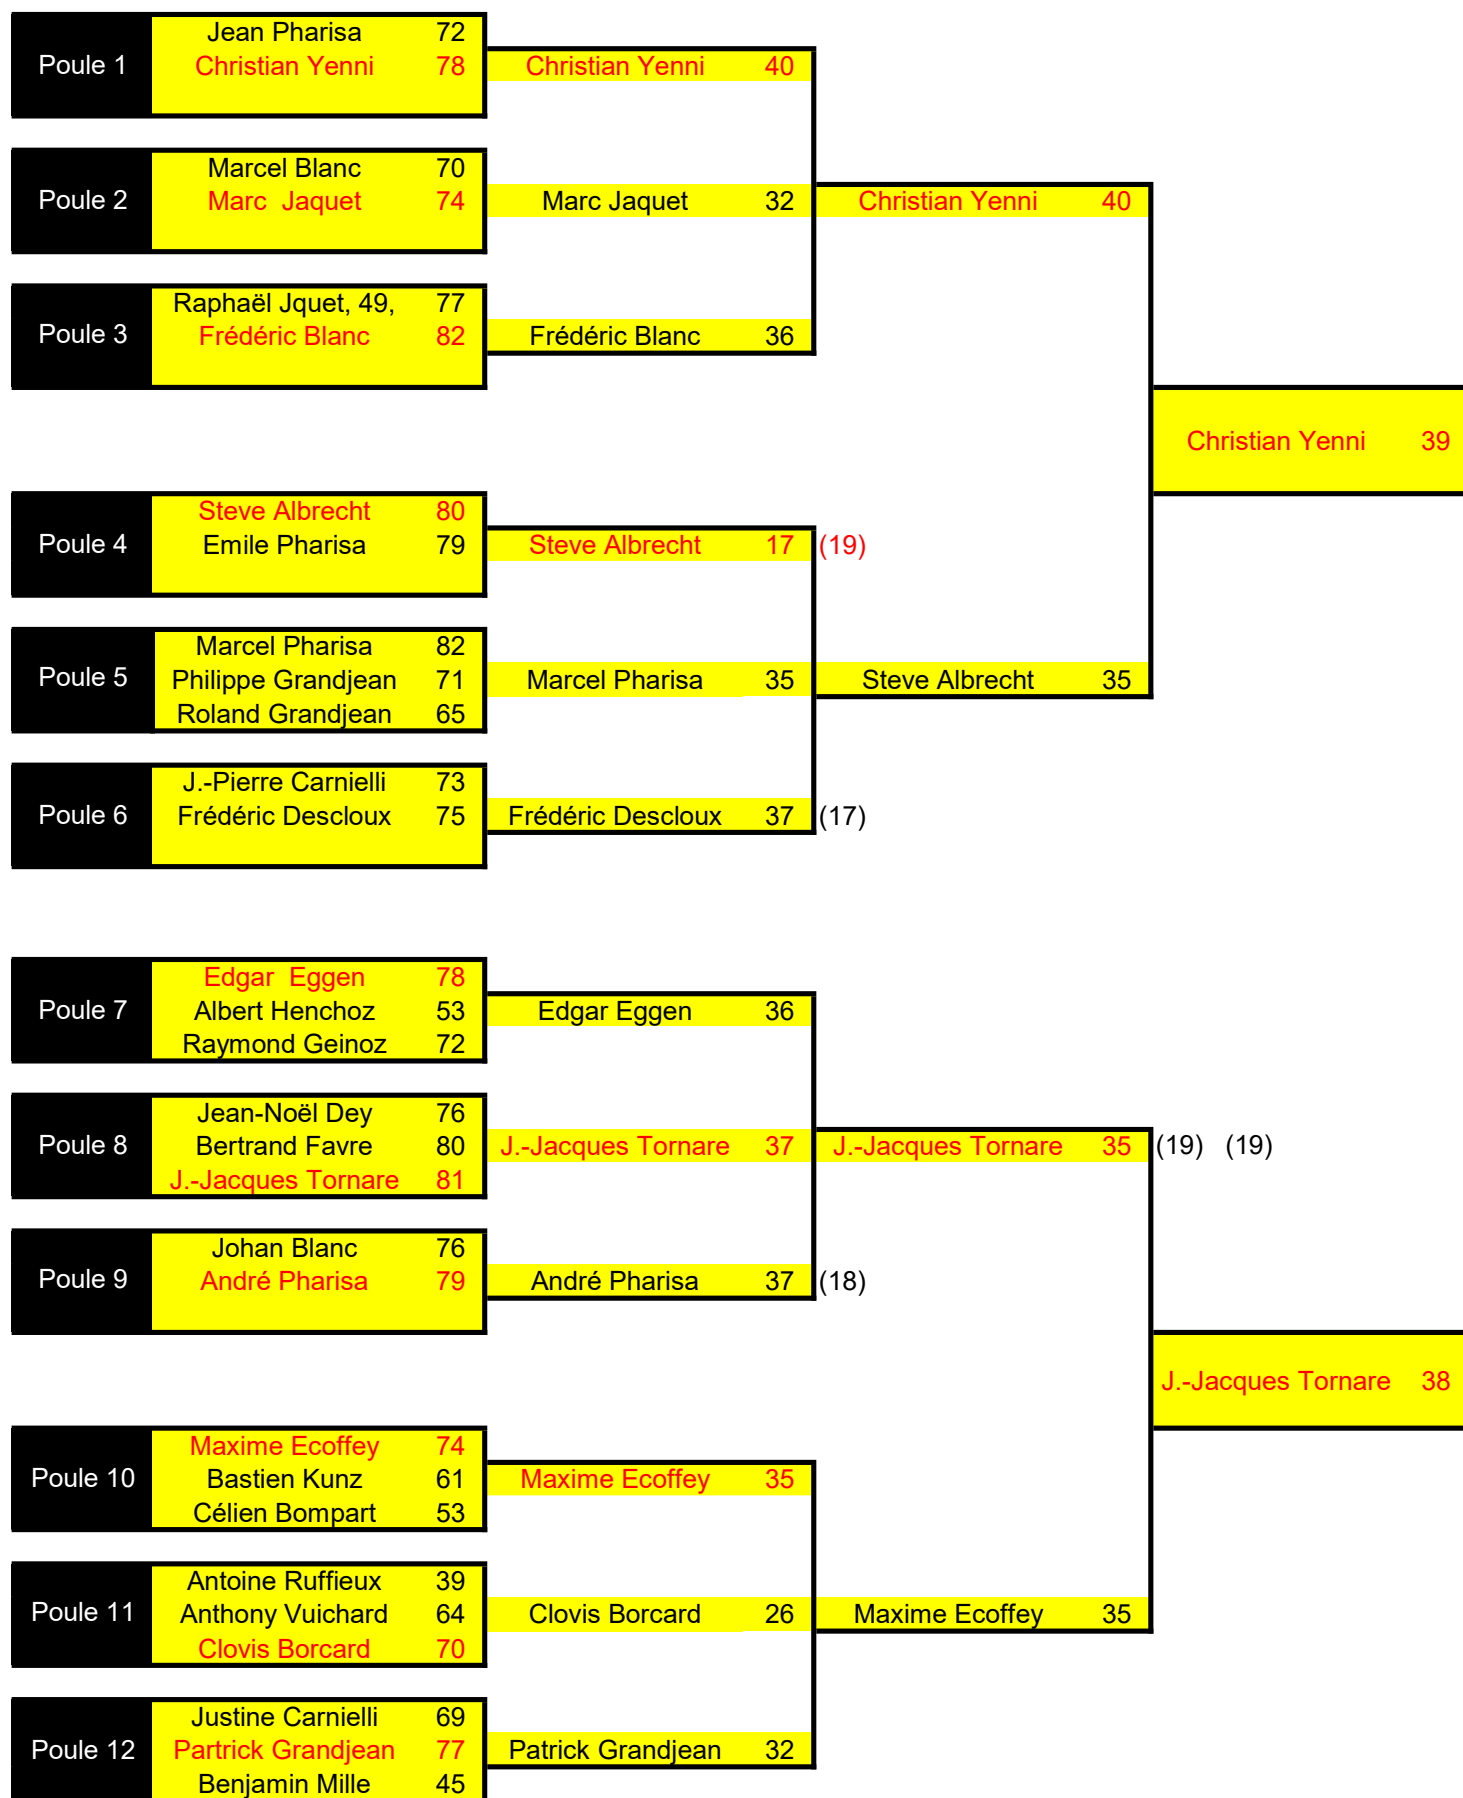 Jean Pharisa 72
Poule 1 Christian Yenni 78 Christian Yenni 40
Marcel Blanc 70
Poule 2 Marc  Jaquet 74 Marc Jaquet 32 Christian Yenni 40
Raphaël Jquet, 49, 77
Poule 3 Frédéric Blanc 82 Frédéric Blanc 36
Christian Yenni 39
Steve Albrecht 80
Poule 4 Emile Pharisa 79 Steve Albrecht 17 (19)
Marcel Pharisa 82
Poule 5 Philippe Grandjean 71 Marcel Pharisa 35 Steve Albrecht 35
Roland Grandjean 65
J.-Pierre Carnielli 73
Poule 6 Frédéric Descloux 75 Frédéric Descloux 37 (17)
Edgar  Eggen 78
Poule 7 Albert Henchoz 53 Edgar Eggen 36
Raymond Geinoz 72
Jean-Noël Dey 76
Poule 8 Bertrand Favre 80 J.-Jacques Tornare 37 J.-Jacques Tornare 35 (19) (19)
J.-Jacques Tornare 81
Johan Blanc 76
Poule 9 André Pharisa 79 André Pharisa 37 (18)
J.-Jacques Tornare 38
Maxime Ecoffey 74
Poule 10 Bastien Kunz 61 Maxime Ecoffey 35
Célien Bompart 53
Antoine Ruffieux 39
Poule 11 Anthony Vuichard 64 Clovis Borcard 26 Maxime Ecoffey 35
Clovis Borcard 70
Justine Carnielli 69
Poule 12 Partrick Grandjean 77 Patrick Grandjean 32
Benjamin Mille 45